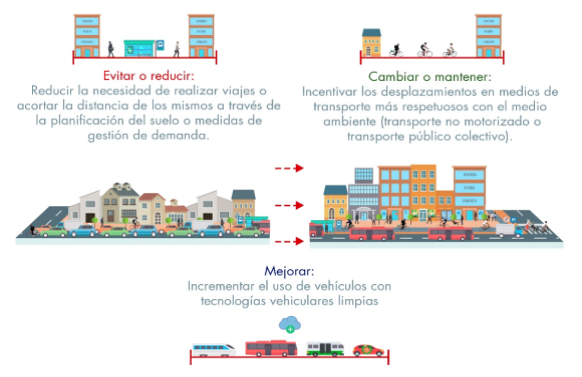 Evitar o reducir:
Reducir la necesidad de realizar viajes o
acortar la distancia de los mismos a través de
la planificación del suelo o medidas de
gestión de demanda.
Cambiar o mantener:
Incentivar los desplazamientos en medios de
transporte más respetuosos con el medio
ambiente (transporte no motorizado o
transporte público colectivo).
Mejorar:
Incrementar el uso de vehículos con
tecnologías vehiculares limpias